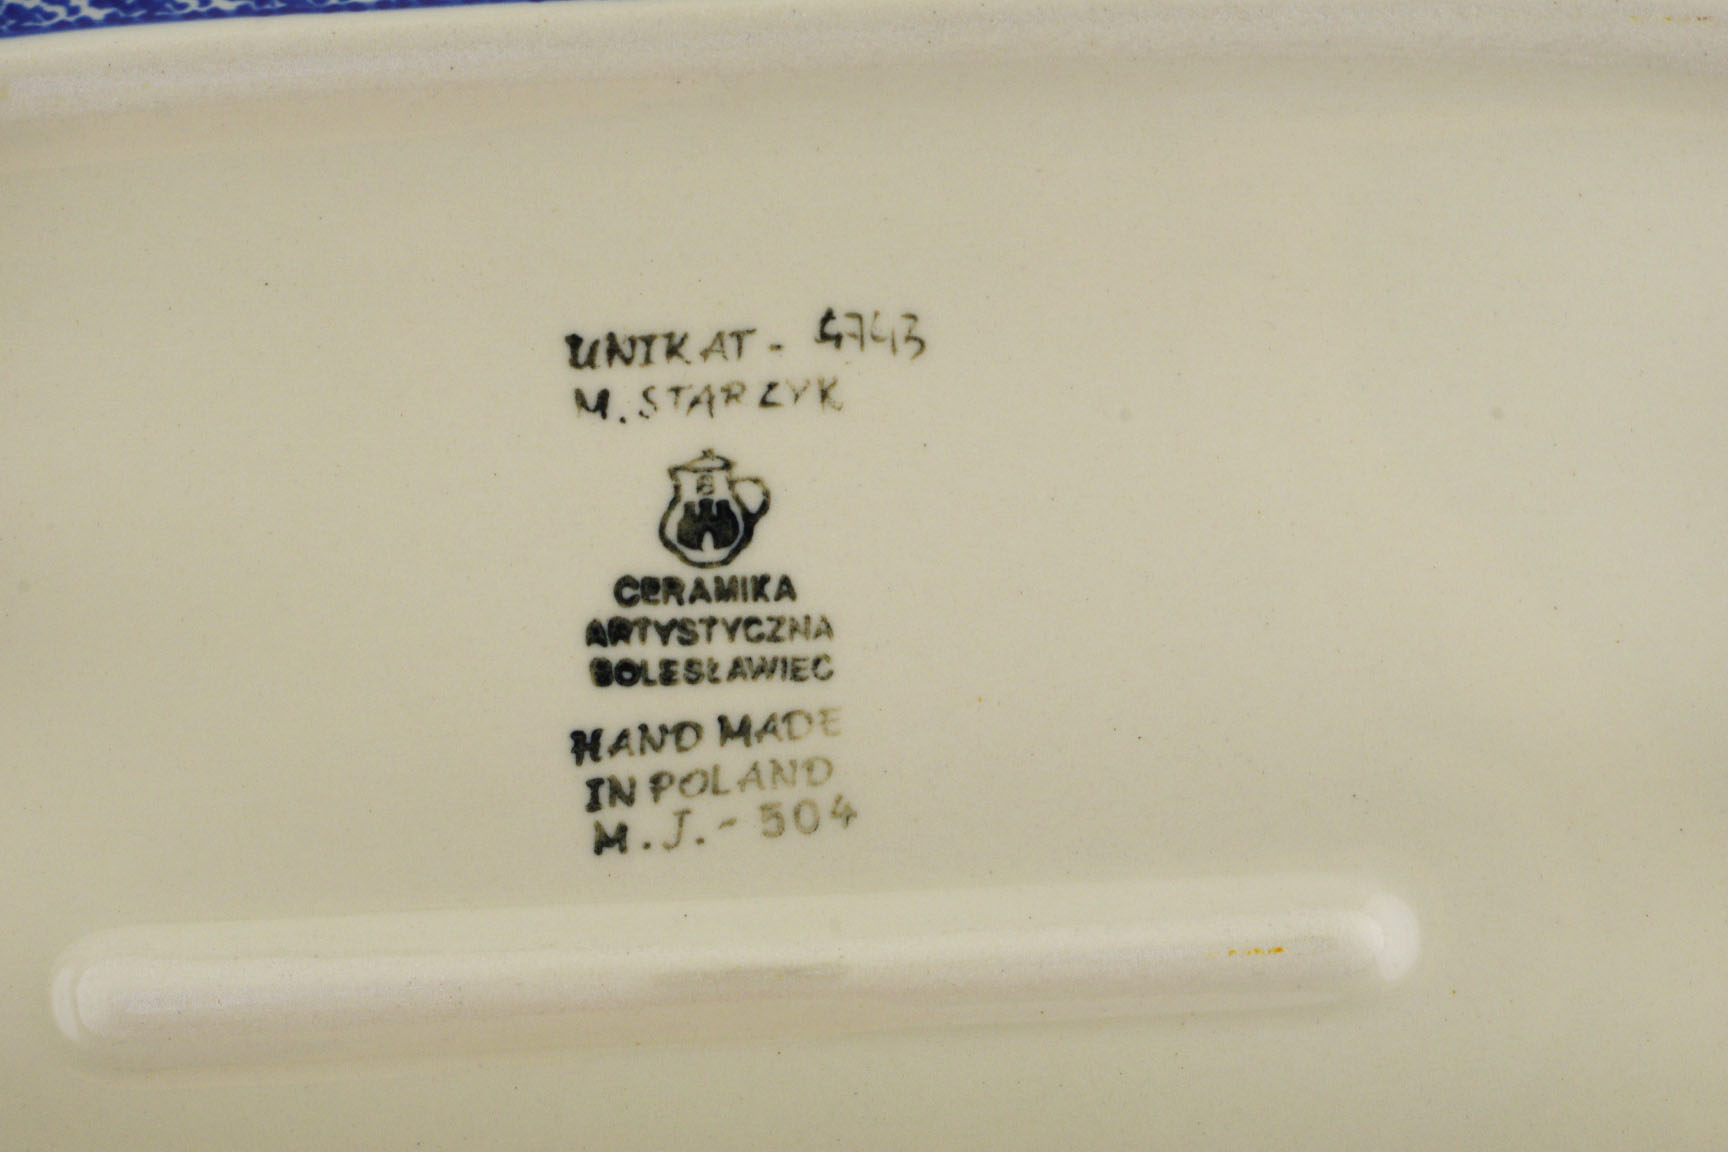 UNIKAT - 4743
M. STARZYK
B
CERAMIKA
ARTYSTYCZNA
BOLESŁAWIEC
HAND MADE
IN POLAND
M. J. - 504